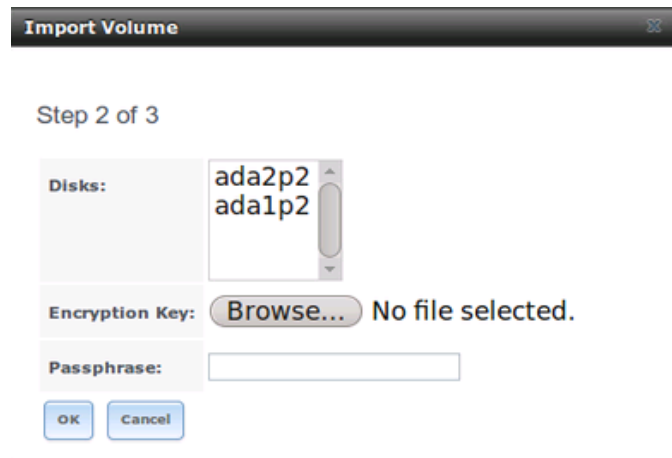 Import Volume
Step 2 of 3
Disks:
ada2p2
ada1p2
Encryption Key: Browse... No file selected.
Passphrase:
OK Cancel